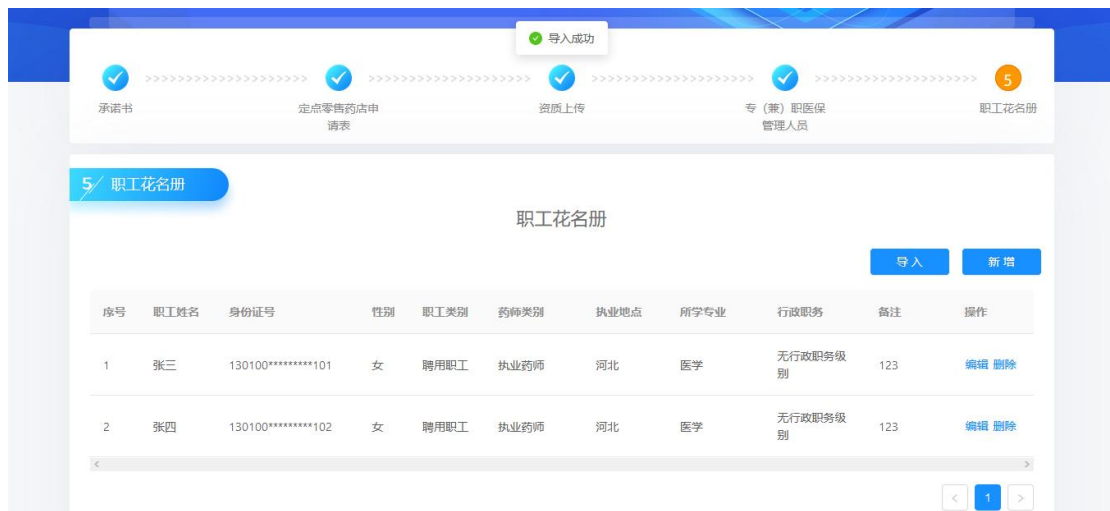 导入成功
>>>>>>>>>>>>>>>>>>>> >>>>>>>>>>>>>>>>>>>> >>>>>>>>>>>>>>>>>>>> >>>>>>>>>>>>>>>>>>>> 5
承诺书 定点零售药店申 资质上传 专（兼）职医保 职工花名册
请表 管理人员
5 职工花名册
职工花名册
导入 新增
序号 职工姓名 身份证号 性别 职工类别 药师类别 执业地点 所学专业 行政职务 备注 操作
1 张三 130100*********101 女 聘用职工 执业药师 河北 医学 无行政职务级 123 编辑 删除
别
2 张四 130100*********102 女 聘用职工 执业药师 河北 医学 无行政职务级 123 编辑 删除
别
< >
< 1 >